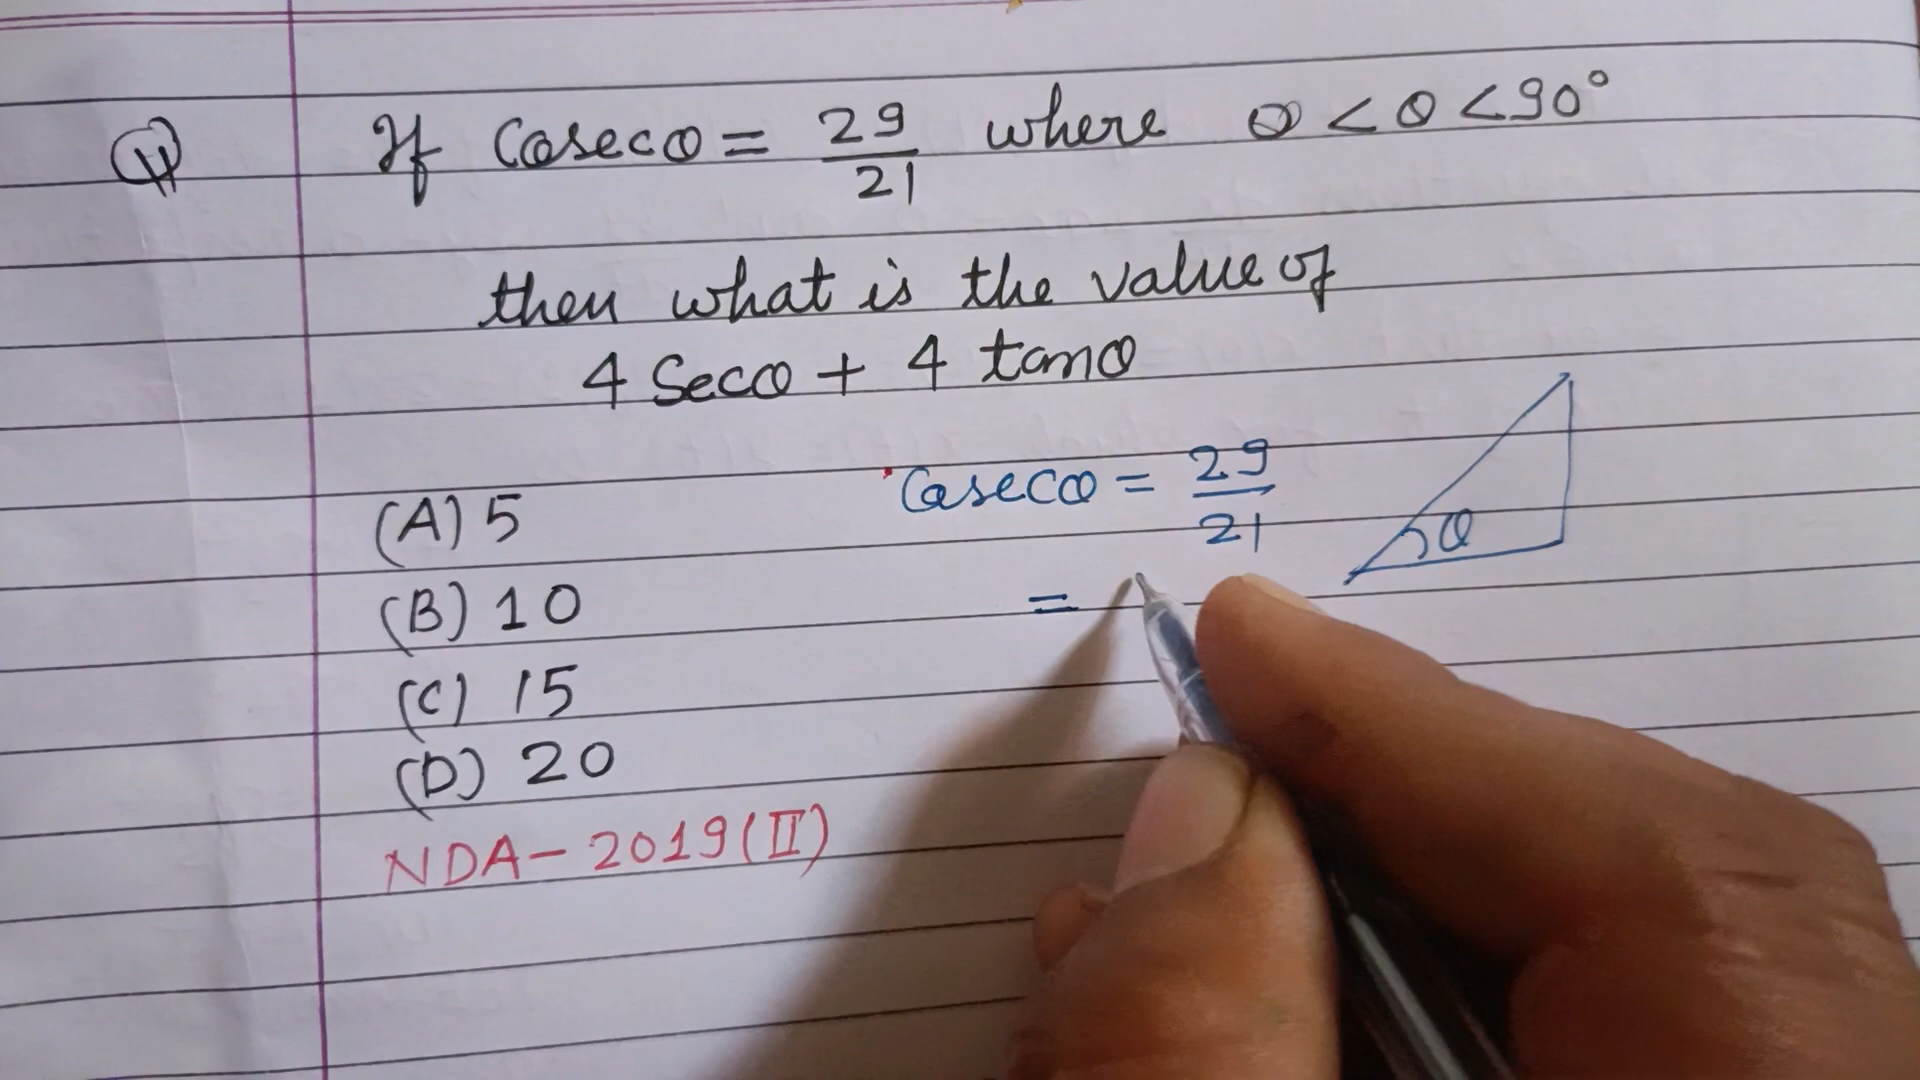 Q If Cosecθ = 29/21 where 0 < θ < 90°
then what is the value of
4 Secθ + 4 tanθ
(A) 5
(B) 10
(C) 15
(D) 20
NDA - 2019 (II)
Cosecθ = 29/21
=
θ